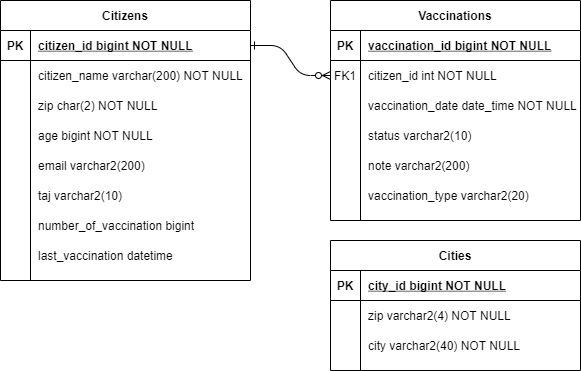 Citizens
PK citizen_id bigint NOT NULL
citizen_name varchar(200) NOT NULL
zip char(2) NOT NULL
age bigint NOT NULL
email varchar2(200)
taj varchar2(10)
number_of_vaccination bigint
last_vaccination datetime
Vaccinations
PK vaccination_id bigint NOT NULL
FK1 citizen_id int NOT NULL
vaccination_date date_time NOT NULL
status varchar2(10)
note varchar2(200)
vaccination_type varchar2(20)
Cities
PK city_id bigint NOT NULL
zip varchar2(4) NOT NULL
city varchar2(40) NOT NULL